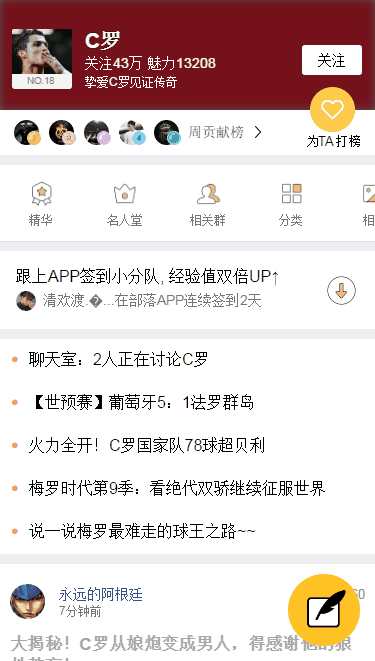 C罗
关注43万 魅力13208
挚爱C罗见证传奇
NO.18
关注
周贡献榜
为TA打榜
精华
名人堂
相关群
分类
相
跟上APP签到小分队, 经验值双倍UP↑
清欢渡.�...在部落APP连续签到2天
聊天室：2人正在讨论C罗
【世预赛】葡萄牙5：1法罗群岛
火力全开！C罗国家队78球超贝利
梅罗时代第9季：看绝代双骄继续征服世界
说一说梅罗最难走的球王之路~~
永远的阿根廷
7分钟前
大揭秘！C罗从娘炮变成男人，得感谢他的狼